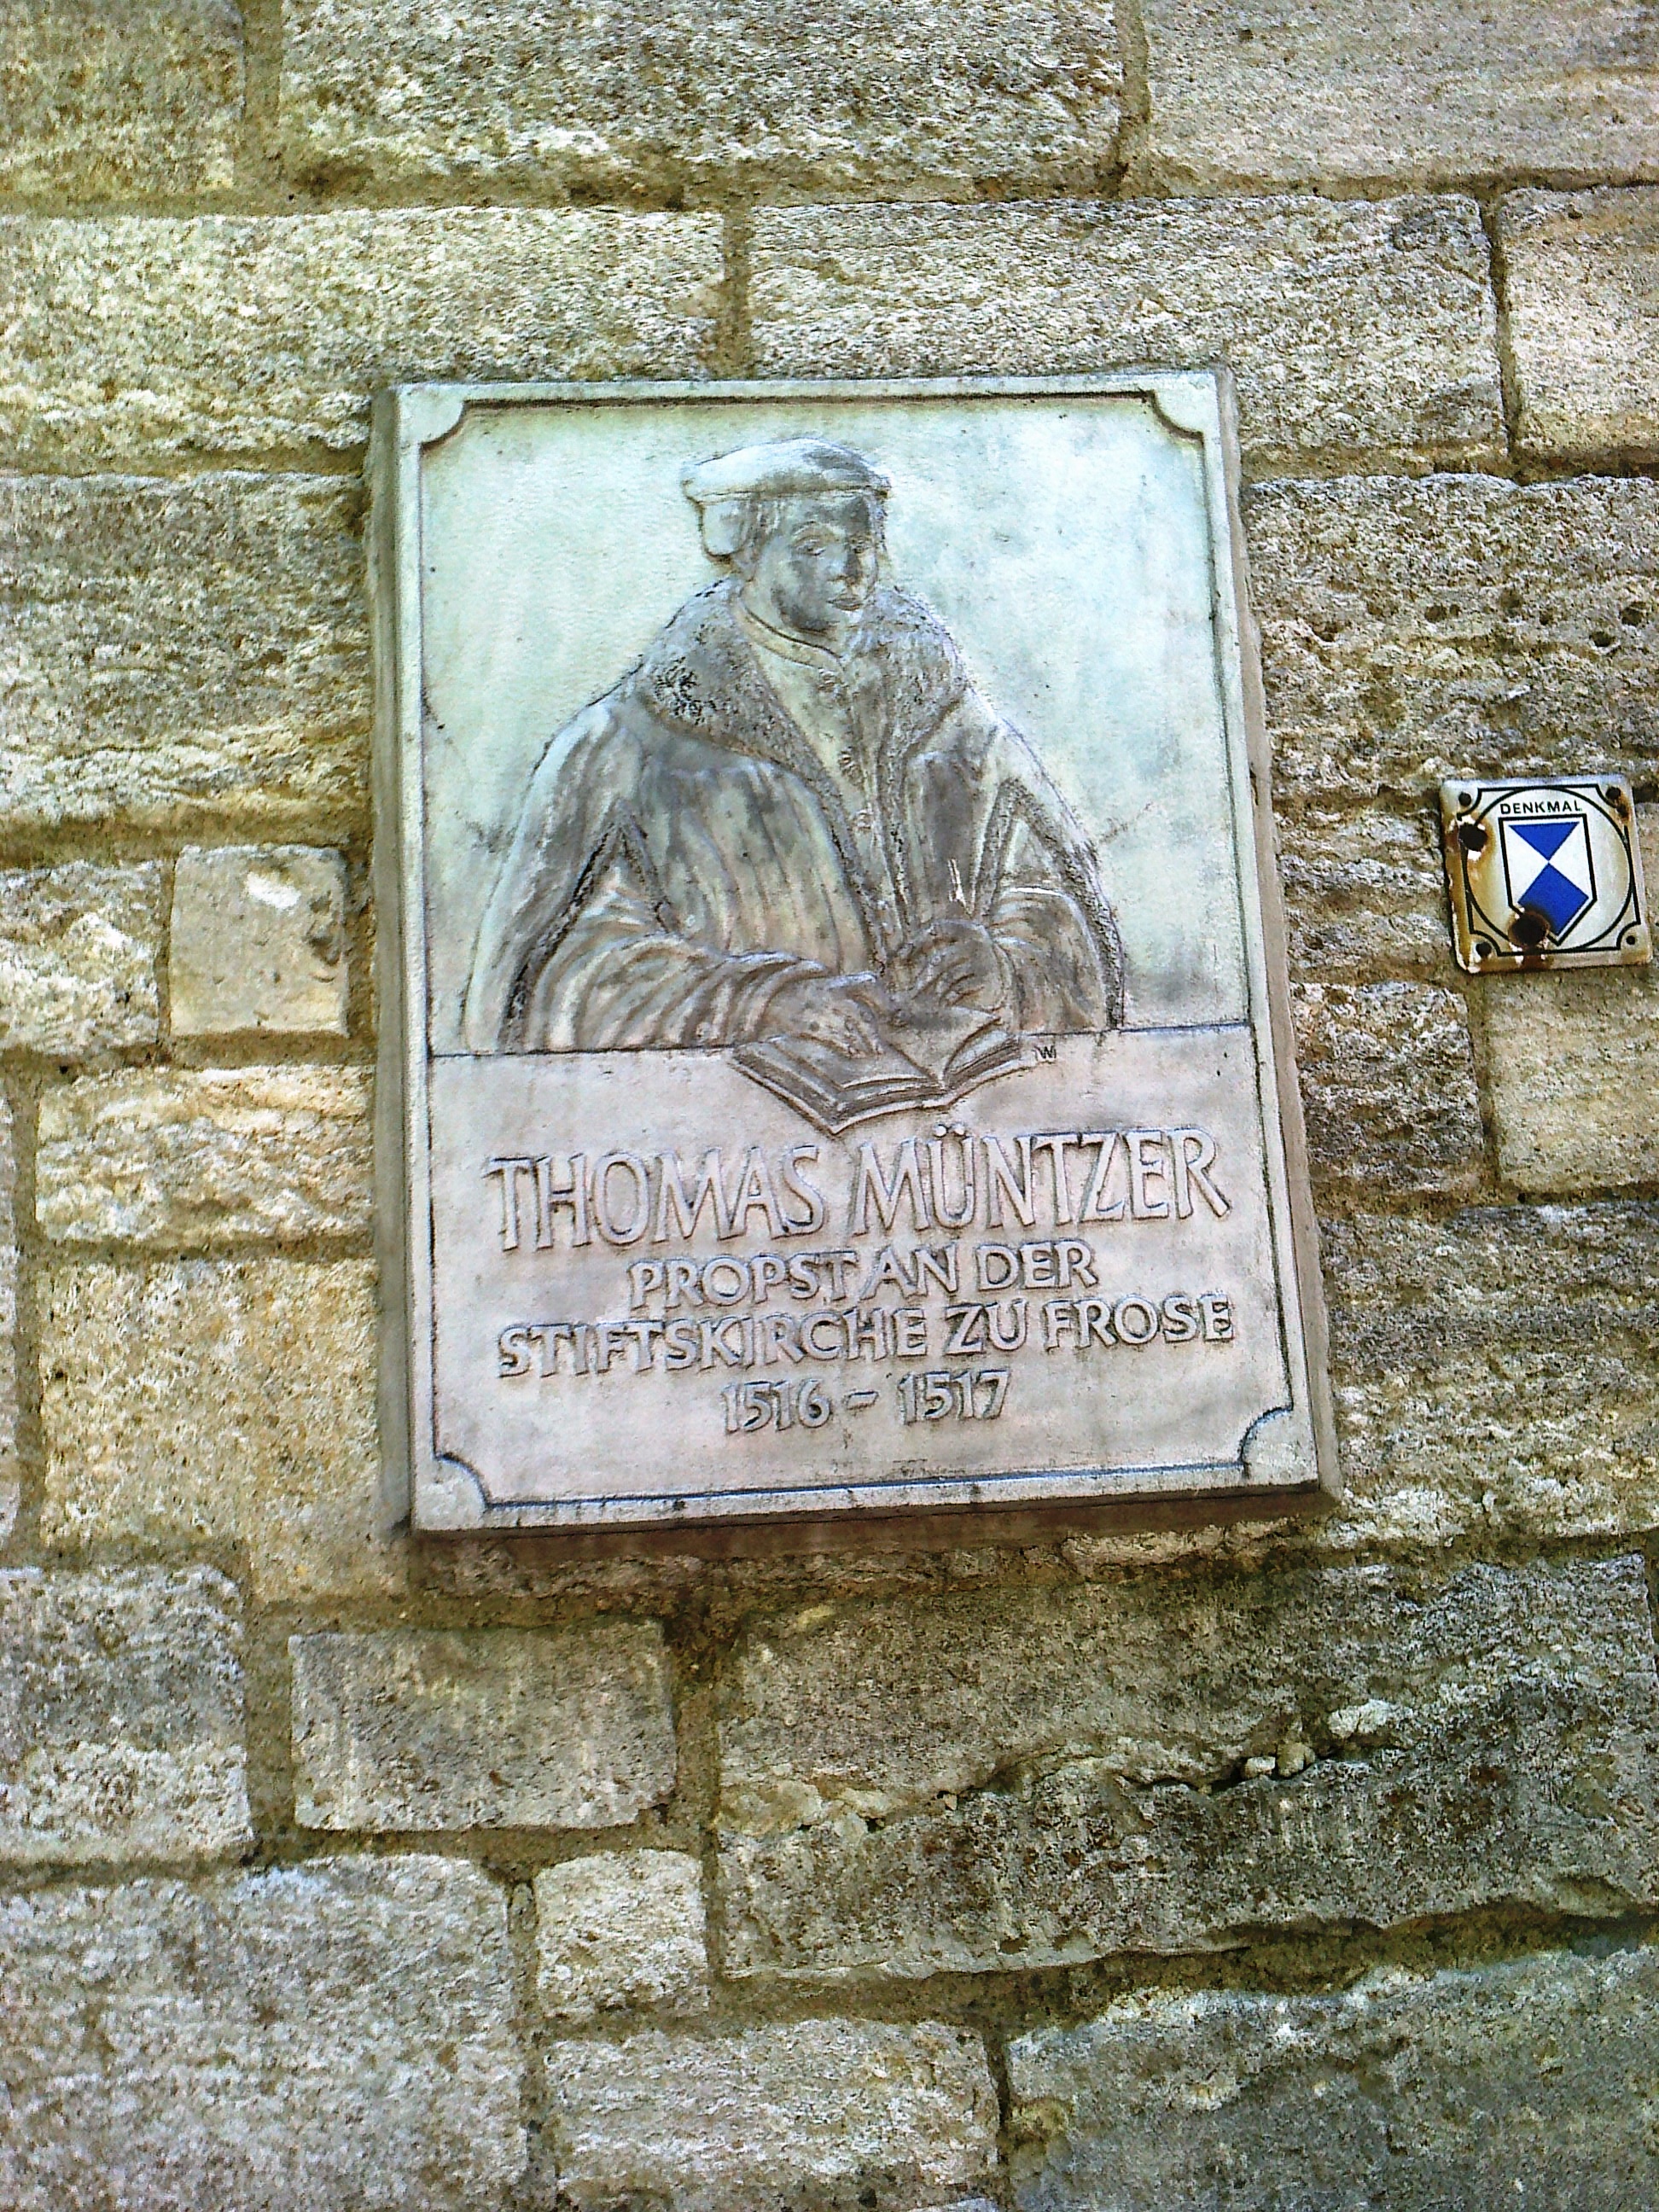 DENKMAL
W
THOMAS MÜNTZER
PROPST AN DER
STIFTSKIRCHE ZU FROSE
1516 - 1517